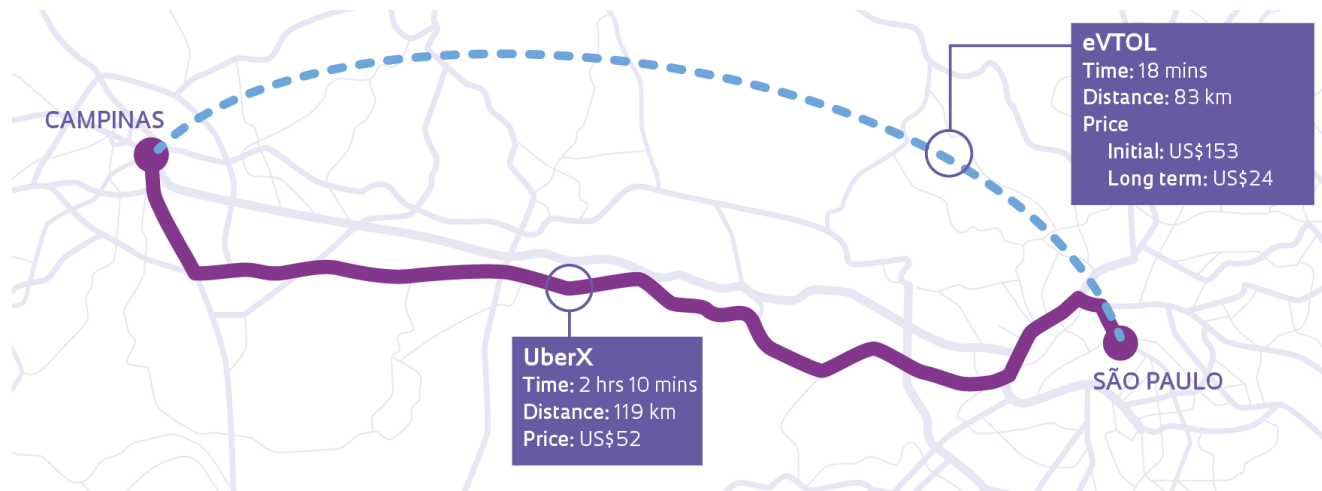 CAMPINAS
eVTOL
Time: 18 mins
Distance: 83 km
Price
Initial: US$153
Long term: US$24
UberX
Time: 2 hrs 10 mins
Distance: 119 km
Price: US$52
SÃO PAULO